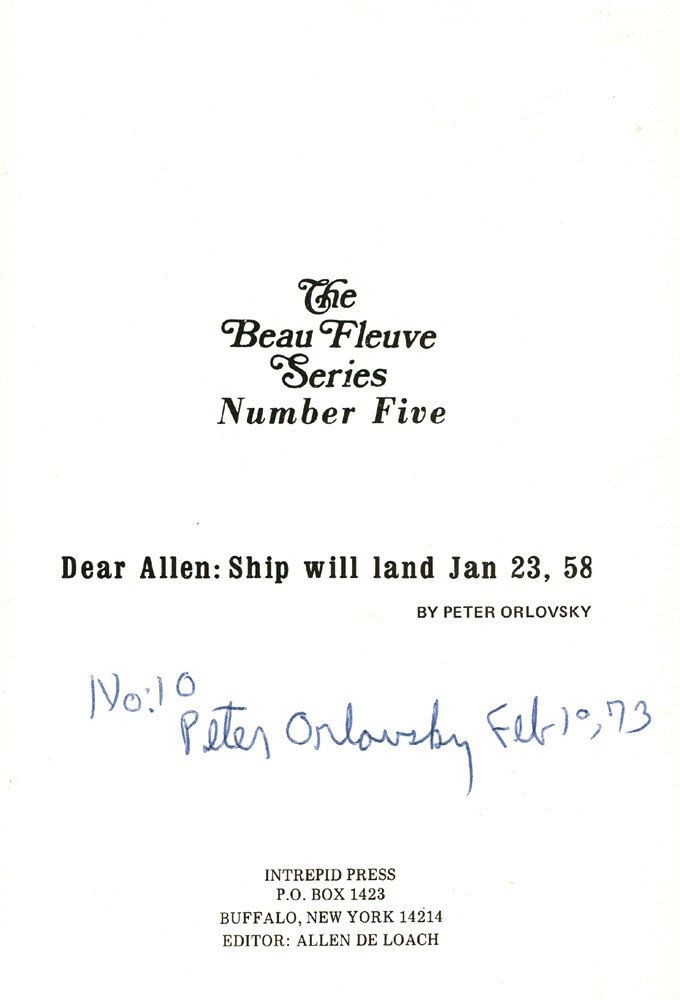 The
Beau Fleuve
Series
Number Five
Dear Allen: Ship will land Jan 23, 58
BY PETER ORLOVSKY
No: 10
Peter Orlovsky Feb 10, 73
INTREPID PRESS
P.O. BOX 1423
BUFFALO, NEW YORK 14214
EDITOR: ALLEN DE LOACH